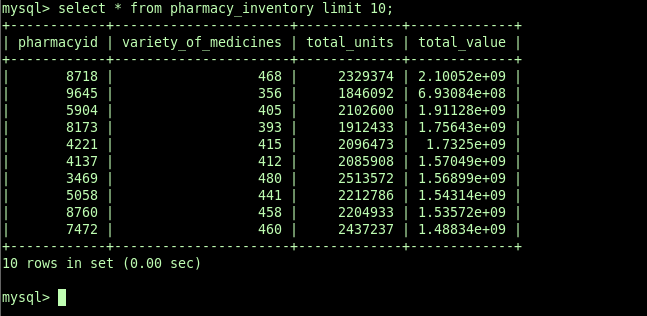 mysql> select * from pharmacy_inventory limit 10;
+------------+----------------------+-------------+-------------+
| pharmacyid | variety_of_medicines | total_units | total_value |
+------------+----------------------+-------------+-------------+
|       8718 |                  468 |     2329374 | 2.10052e+09 |
|       9645 |                  356 |     1846092 | 6.93084e+08 |
|       5904 |                  405 |     2102600 | 1.91128e+09 |
|       8173 |                  393 |     1912433 | 1.75643e+09 |
|       4221 |                  415 |     2096473 |  1.7325e+09 |
|       4137 |                  412 |     2085908 | 1.57049e+09 |
|       3469 |                  480 |     2513572 | 1.56899e+09 |
|       5058 |                  441 |     2212786 | 1.54314e+09 |
|       8760 |                  458 |     2204933 | 1.53572e+09 |
|       7472 |                  460 |     2437237 | 1.48834e+09 |
+------------+----------------------+-------------+-------------+
10 rows in set (0.00 sec)
mysql>